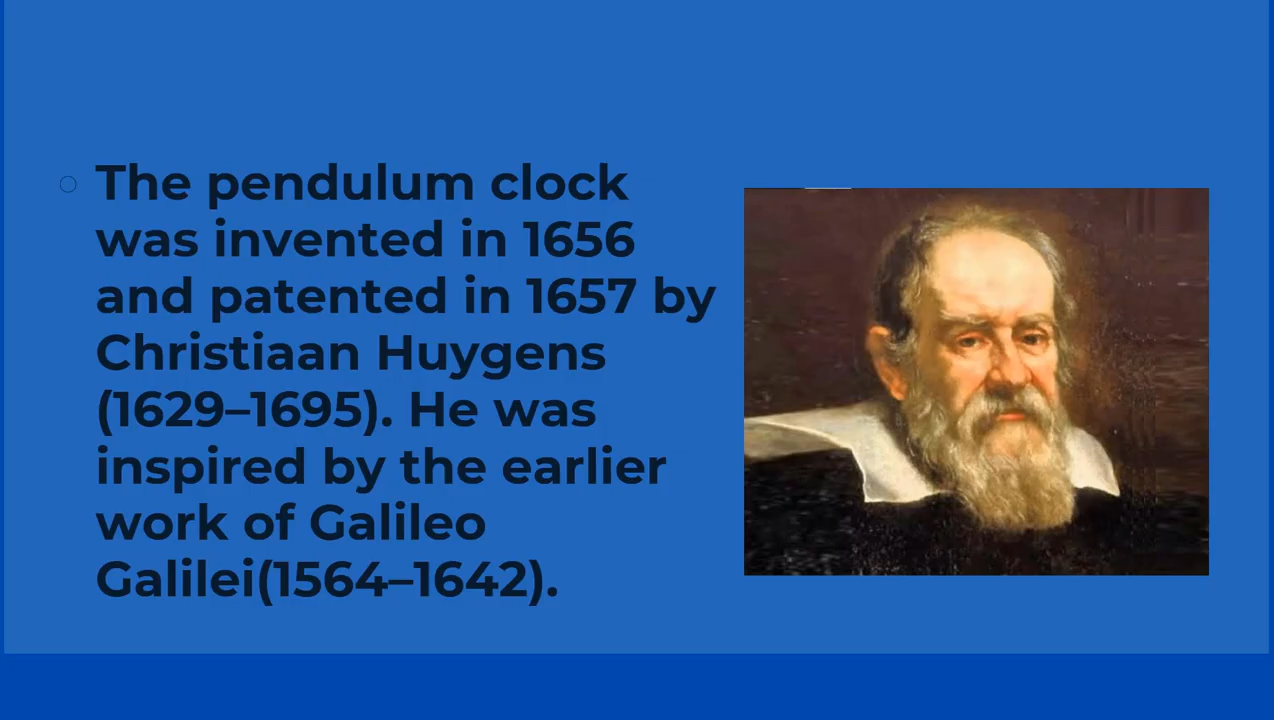 The pendulum clock
was invented in 1656
and patented in 1657 by
Christiaan Huygens
(1629–1695). He was
inspired by the earlier
work of Galileo
Galilei(1564–1642).